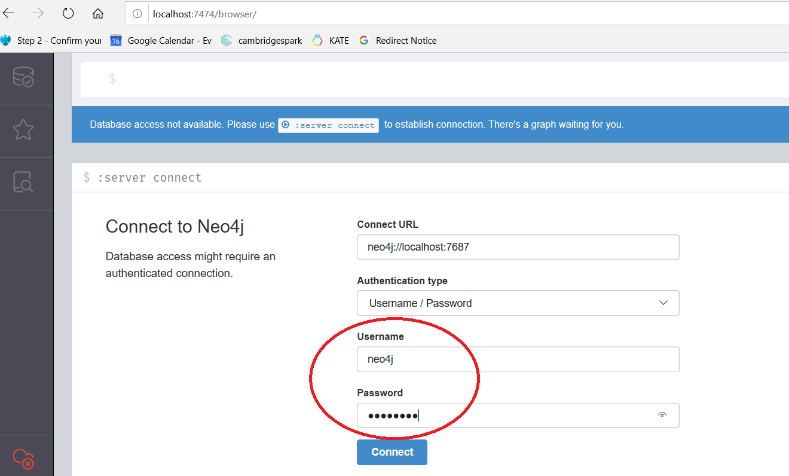 localhost:7474/browser/
Step 2 - Confirm your 16 Google Calendar - Ev cambridgespark KATE G Redirect Notice
$
Database access not available. Please use :server connect to establish connection. There's a graph waiting for you.
$ :server connect
Connect to Neo4j
Database access might require an
authenticated connection.
Connect URL
neo4j://localhost:7687
Authentication type
Username / Password
Username
neo4j
Password
••••••••
Connect